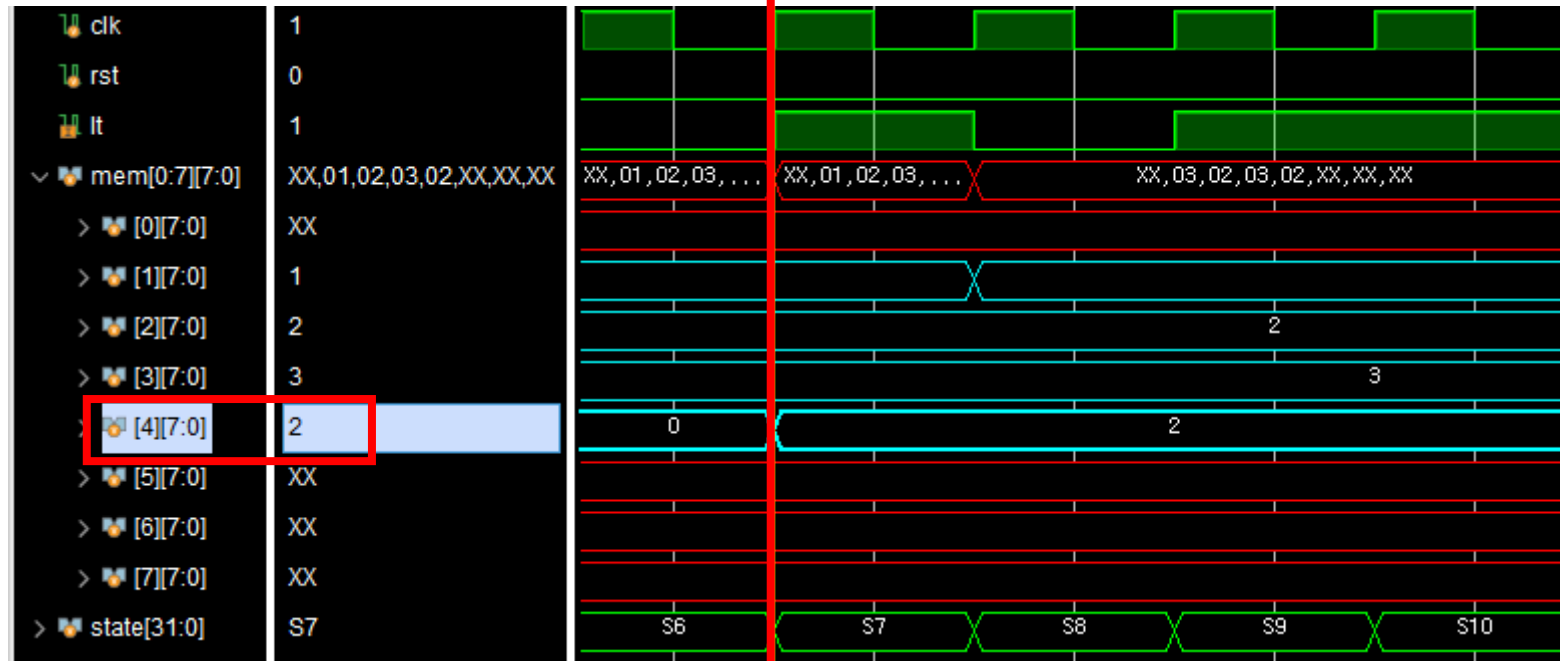 clk 1
rst 0
lt 1
mem[0:7][7:0] XX,01,02,03,02,XX,XX,XX XX,01,02,03,... XX,01,02,03,... XX,03,02,03,02,XX,XX,XX
[0][7:0] XX
[1][7:0] 1
[2][7:0] 2 2
[3][7:0] 3 3
[4][7:0] 2 0 2
[5][7:0] XX
[6][7:0] XX
[7][7:0] XX
state[31:0] S7 S6 S7 S8 S9 S10